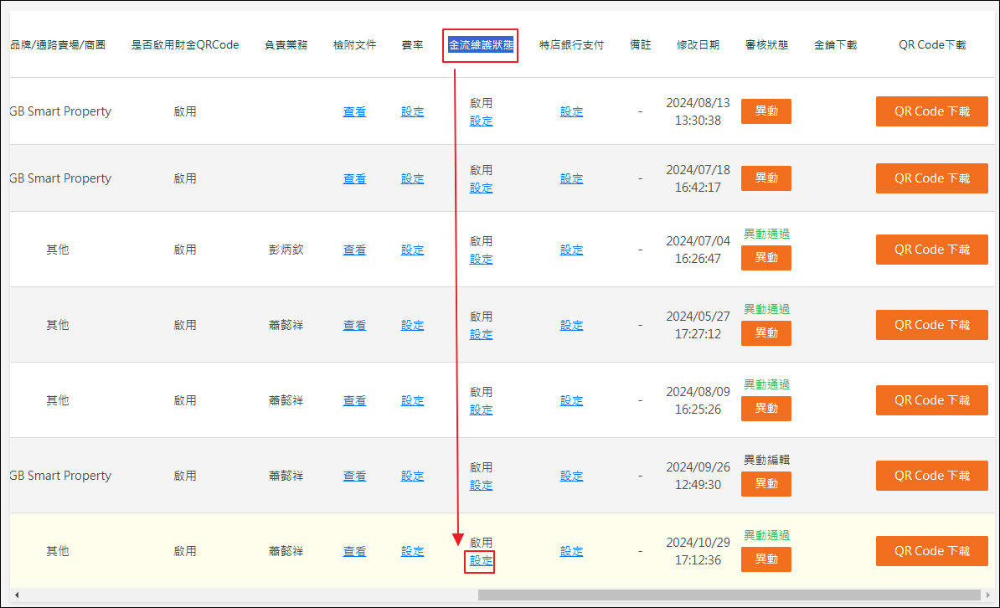 品牌/通路賣場/商圈 是否啟用財金QRCode 負責業務 檢附文件 費率 金流維護狀態 特店銀行支付 備註 修改日期 審核狀態 金鑰下載 QR Code下載
GB Smart Property 啟用 查看 設定 啟用 設定 設定 - 2024/08/13 13:30:38 異動 QR Code 下載
GB Smart Property 啟用 查看 設定 啟用 設定 設定 - 2024/07/18 16:42:17 異動 QR Code 下載
其他 啟用 彭炳欽 查看 設定 啟用 設定 設定 - 2024/07/04 16:26:47 異動通過 異動 QR Code 下載
其他 啟用 蕭懿祥 查看 設定 啟用 設定 設定 - 2024/05/27 17:27:12 異動通過 異動 QR Code 下載
其他 啟用 蕭懿祥 查看 設定 啟用 設定 設定 - 2024/08/09 16:25:26 異動通過 異動 QR Code 下載
GB Smart Property 啟用 蕭懿祥 查看 設定 啟用 設定 設定 - 2024/09/26 12:49:30 異動編輯 異動 QR Code 下載
其他 啟用 蕭懿祥 查看 設定 啟用 設定 設定 - 2024/10/29 17:12:36 異動通過 異動 QR Code 下載